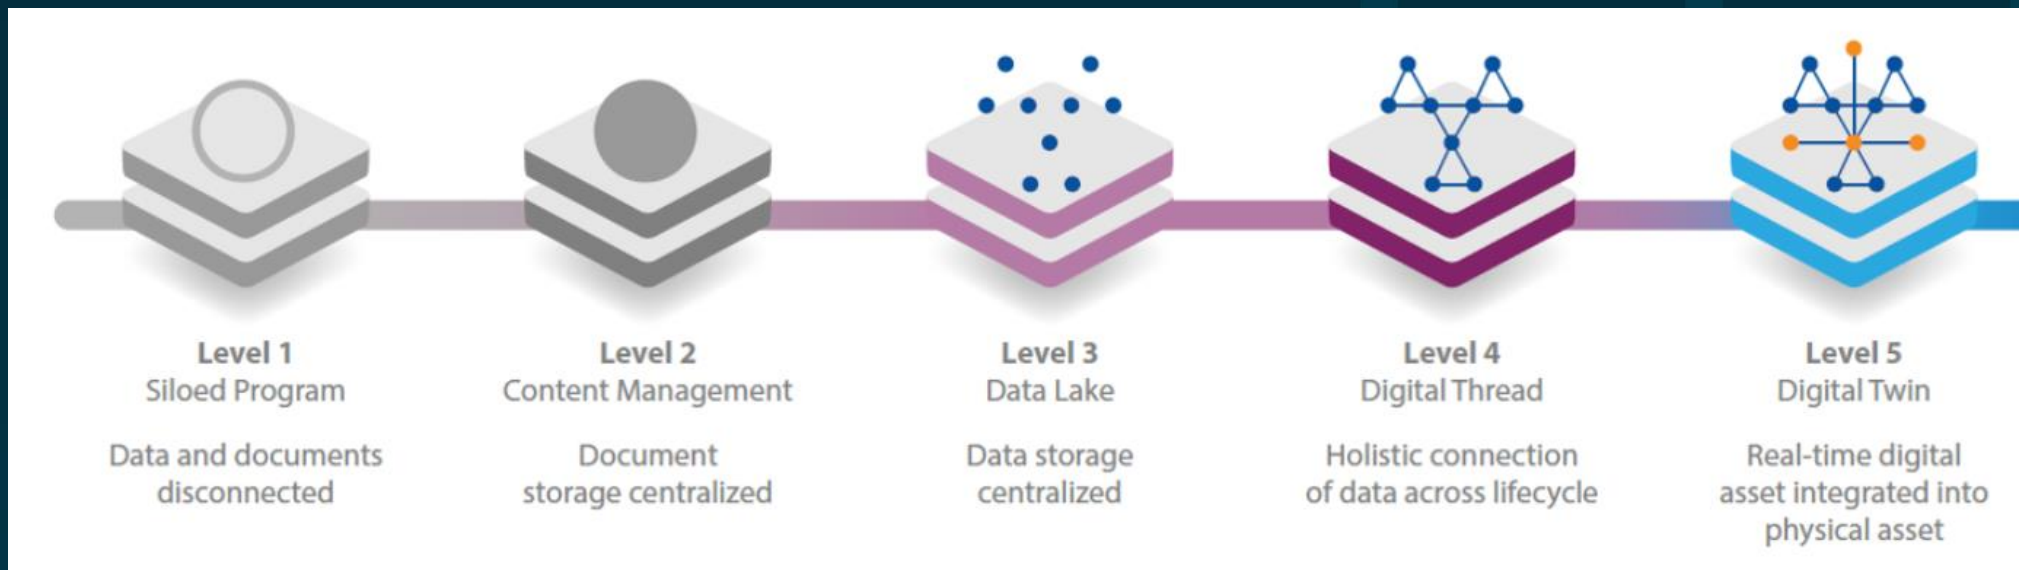 Level 1
Siloed Program
Data and documents
disconnected
Level 2
Content Management
Document
storage centralized
Level 3
Data Lake
Data storage
centralized
Level 4
Digital Thread
Holistic connection
of data across lifecycle
Level 5
Digital Twin
Real-time digital
asset integrated into
physical asset